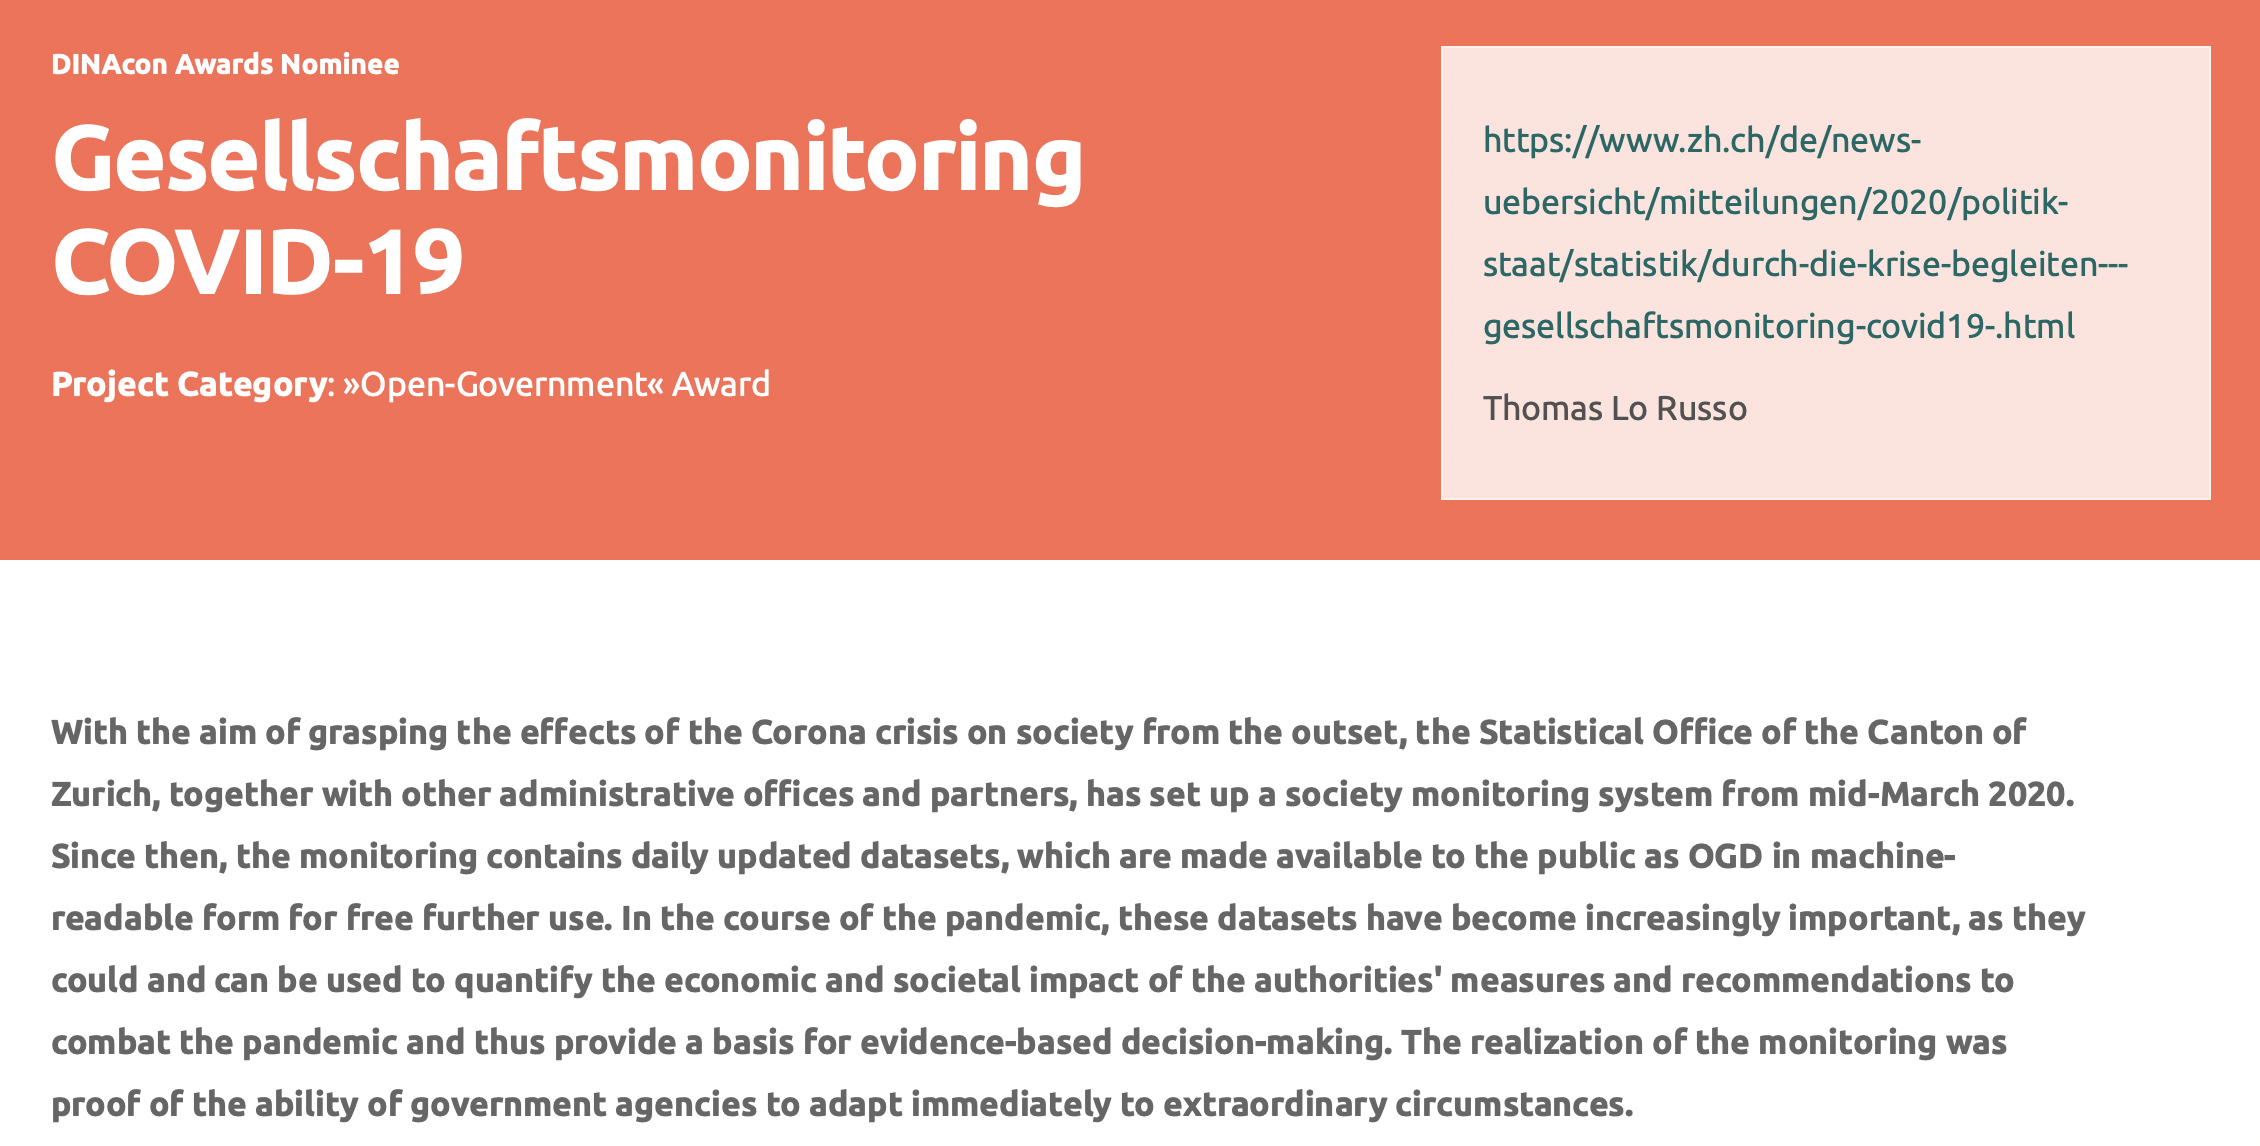 DINAcon Awards Nominee
Gesellschaftsmonitoring
COVID-19
Project Category: »Open-Government« Award
https://www.zh.ch/de/news-
uebersicht/mitteilungen/2020/politik-
staat/statistik/durch-die-krise-begleiten---
gesellschaftsmonitoring-covid19-.html
Thomas Lo Russo
With the aim of grasping the effects of the Corona crisis on society from the outset, the Statistical Office of the Canton of
Zurich, together with other administrative offices and partners, has set up a society monitoring system from mid-March 2020.
Since then, the monitoring contains daily updated datasets, which are made available to the public as OGD in machine-
readable form for free further use. In the course of the pandemic, these datasets have become increasingly important, as they
could and can be used to quantify the economic and societal impact of the authorities' measures and recommendations to
combat the pandemic and thus provide a basis for evidence-based decision-making. The realization of the monitoring was
proof of the ability of government agencies to adapt immediately to extraordinary circumstances.